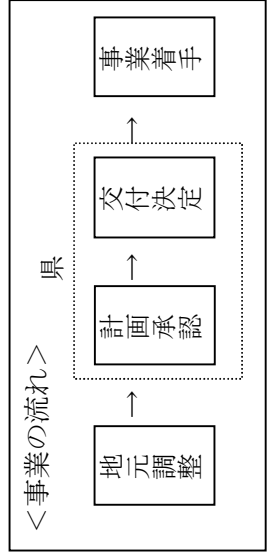 ＜事業の流れ＞
県
地元調整
→
計画承認
→
交付決定
→
事業着手